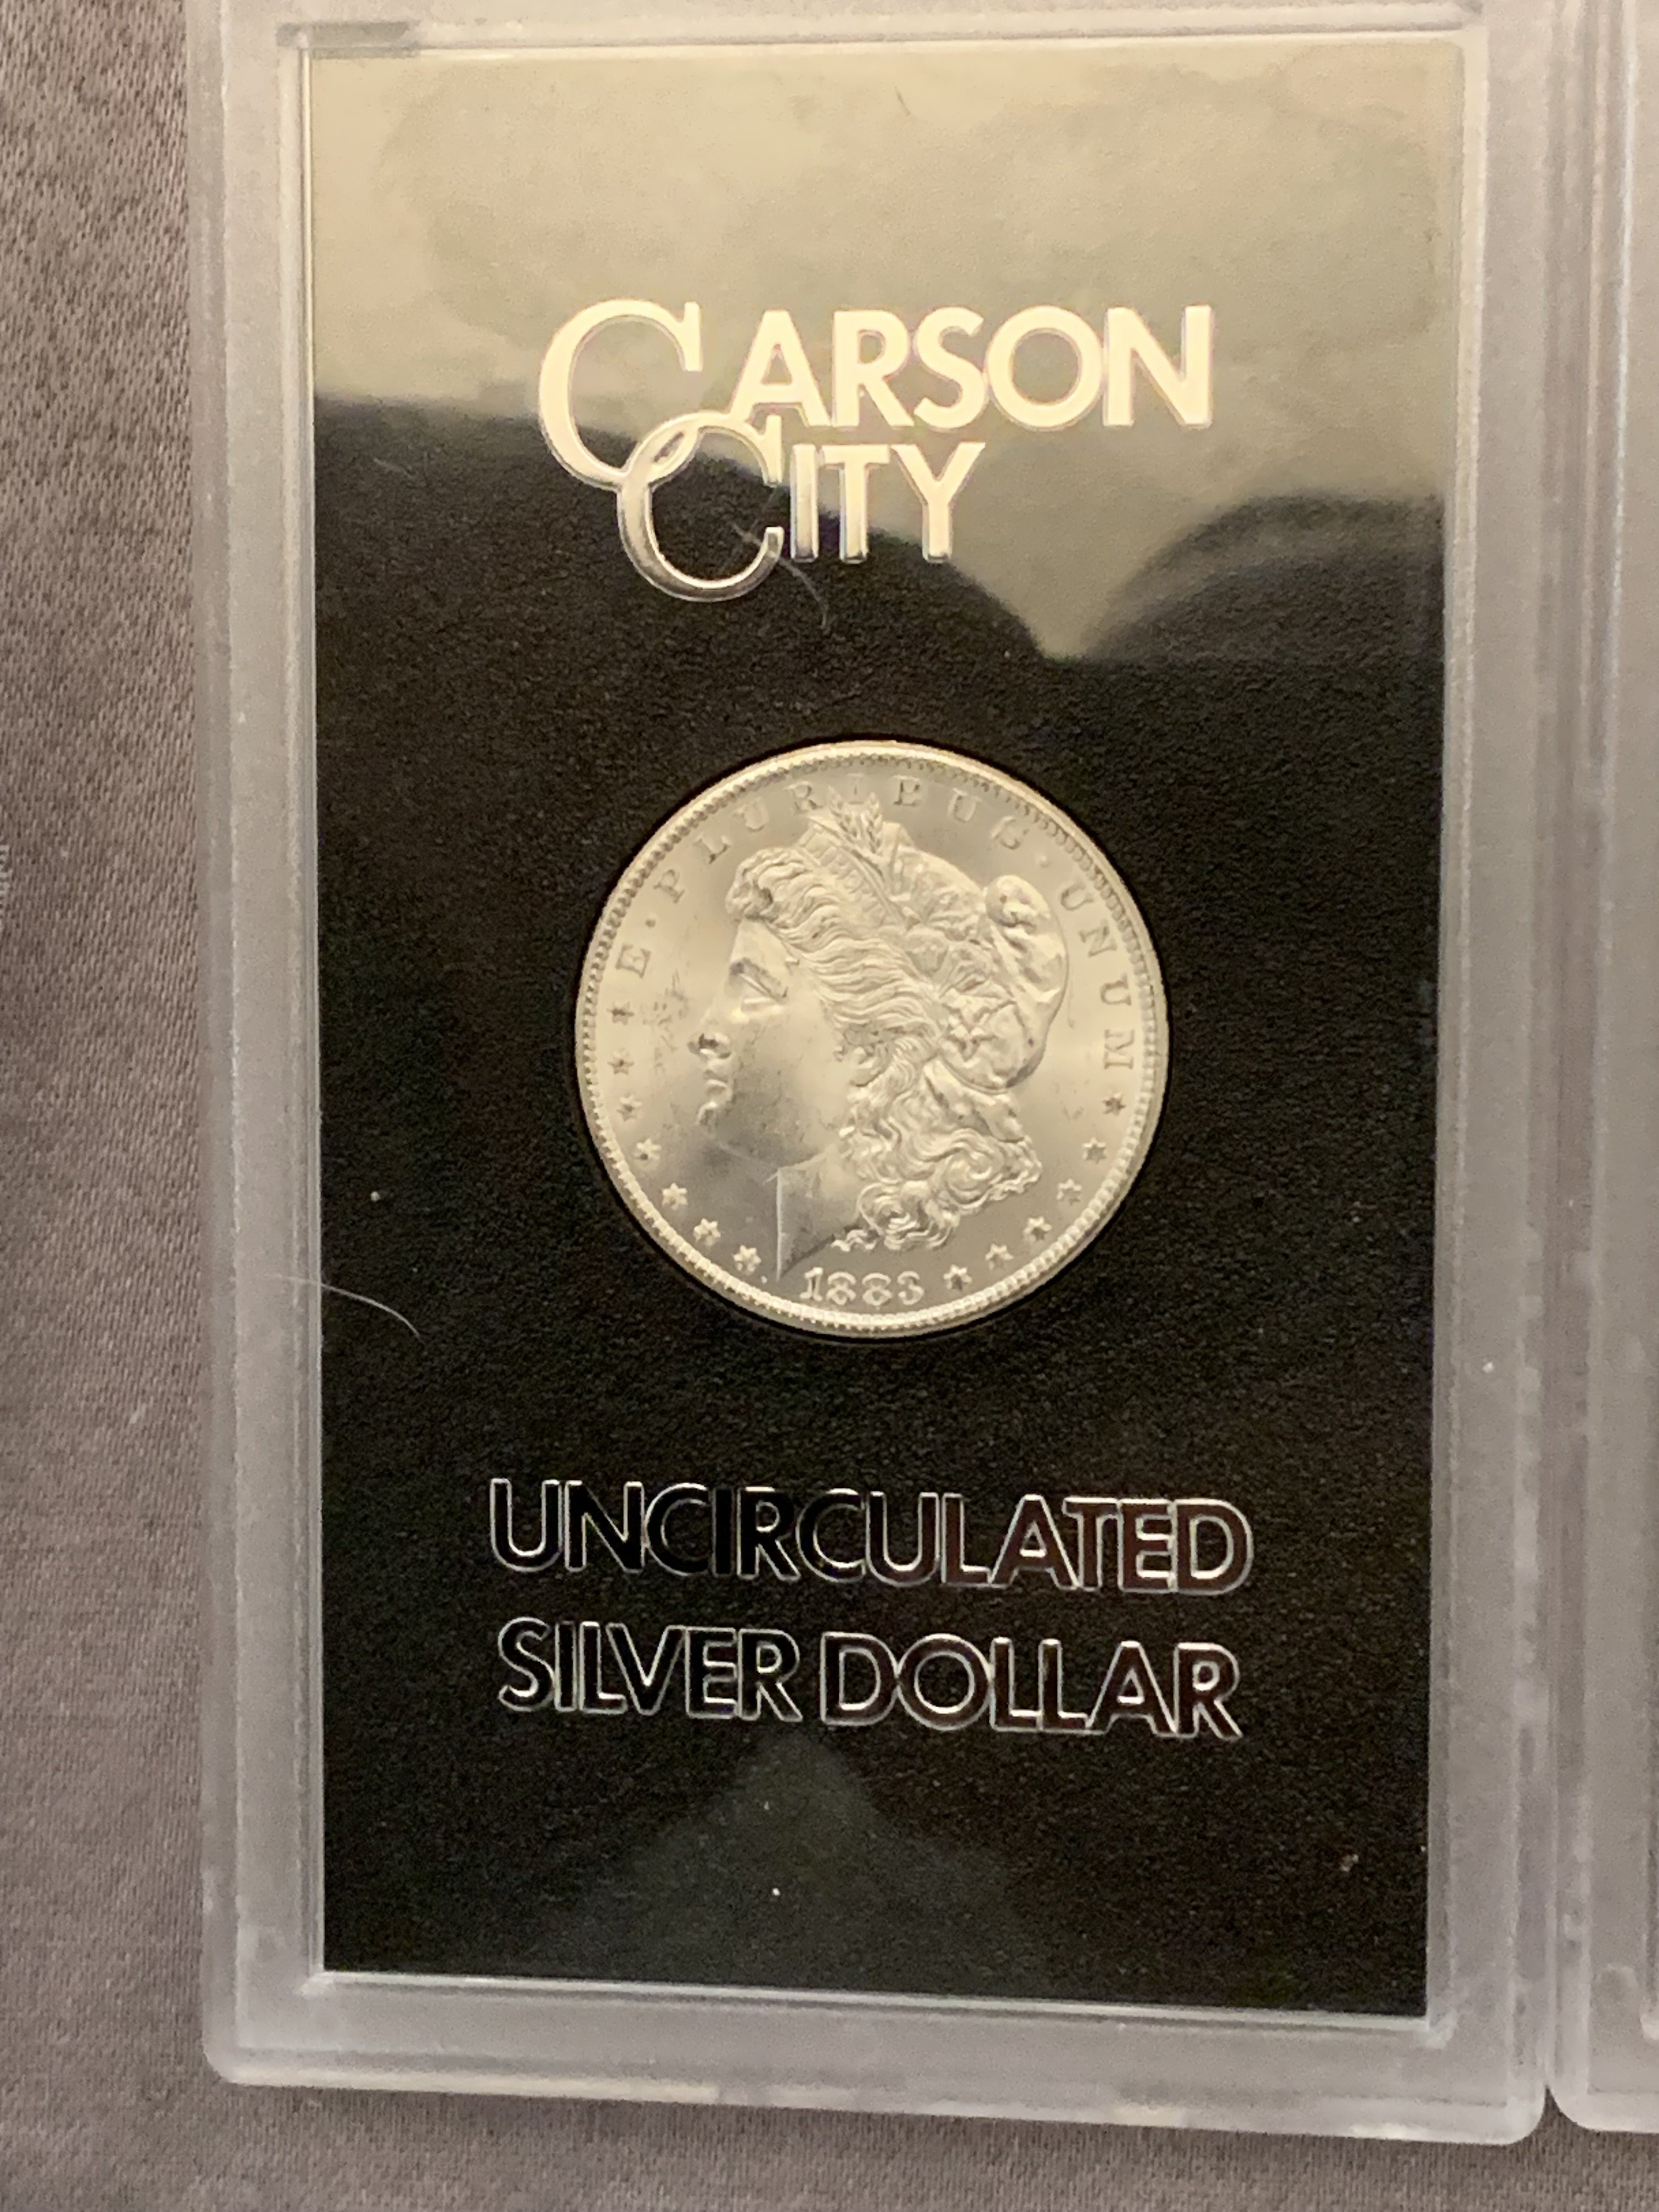 CARSON
CITY
E · PLURIBUS · UNUM
1883
UNCIRCULATED
SILVER DOLLAR